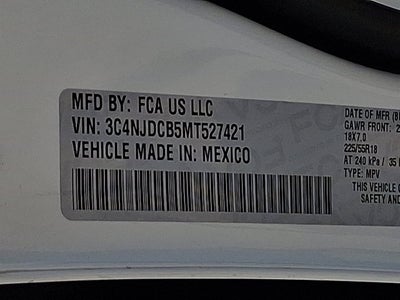 MFD BY: FCA US LLC
VIN: 3C4NJDCB5MT527421
VEHICLE MADE IN: MEXICO
DATE OF MFR
GAWR FRONT:
18X7.0
225/55R18
AT 240 kPa / 35
TYPE: MPV
THIS VEHICLE
SAFETY AND